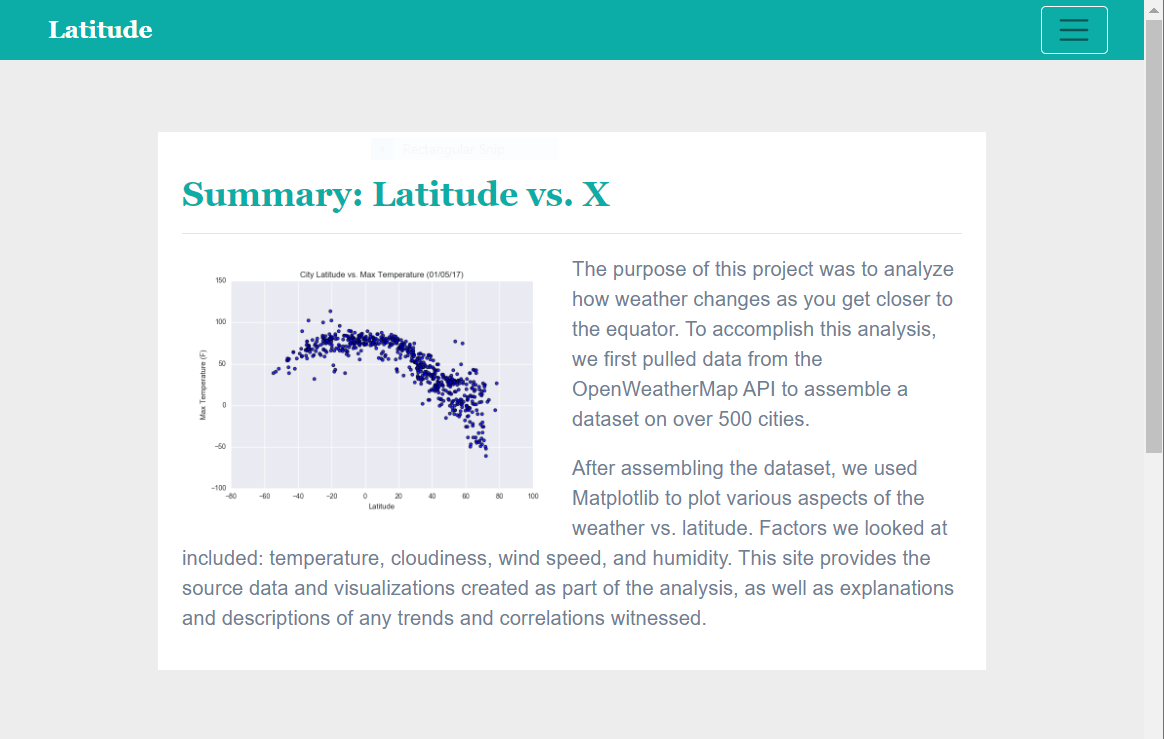 Latitude
Rectangular Snip
Summary: Latitude vs. X
City Latitude vs. Max Temperature (01/05/17)
150
100
50
0
−50
−100
Max Temperature (F)
−80 −60 −40 −20 0 20 40 60 80 100
Latitude
The purpose of this project was to analyze
how weather changes as you get closer to
the equator. To accomplish this analysis,
we first pulled data from the
OpenWeatherMap API to assemble a
dataset on over 500 cities.
After assembling the dataset, we used
Matplotlib to plot various aspects of the
weather vs. latitude. Factors we looked at
included: temperature, cloudiness, wind speed, and humidity. This site provides the
source data and visualizations created as part of the analysis, as well as explanations
and descriptions of any trends and correlations witnessed.